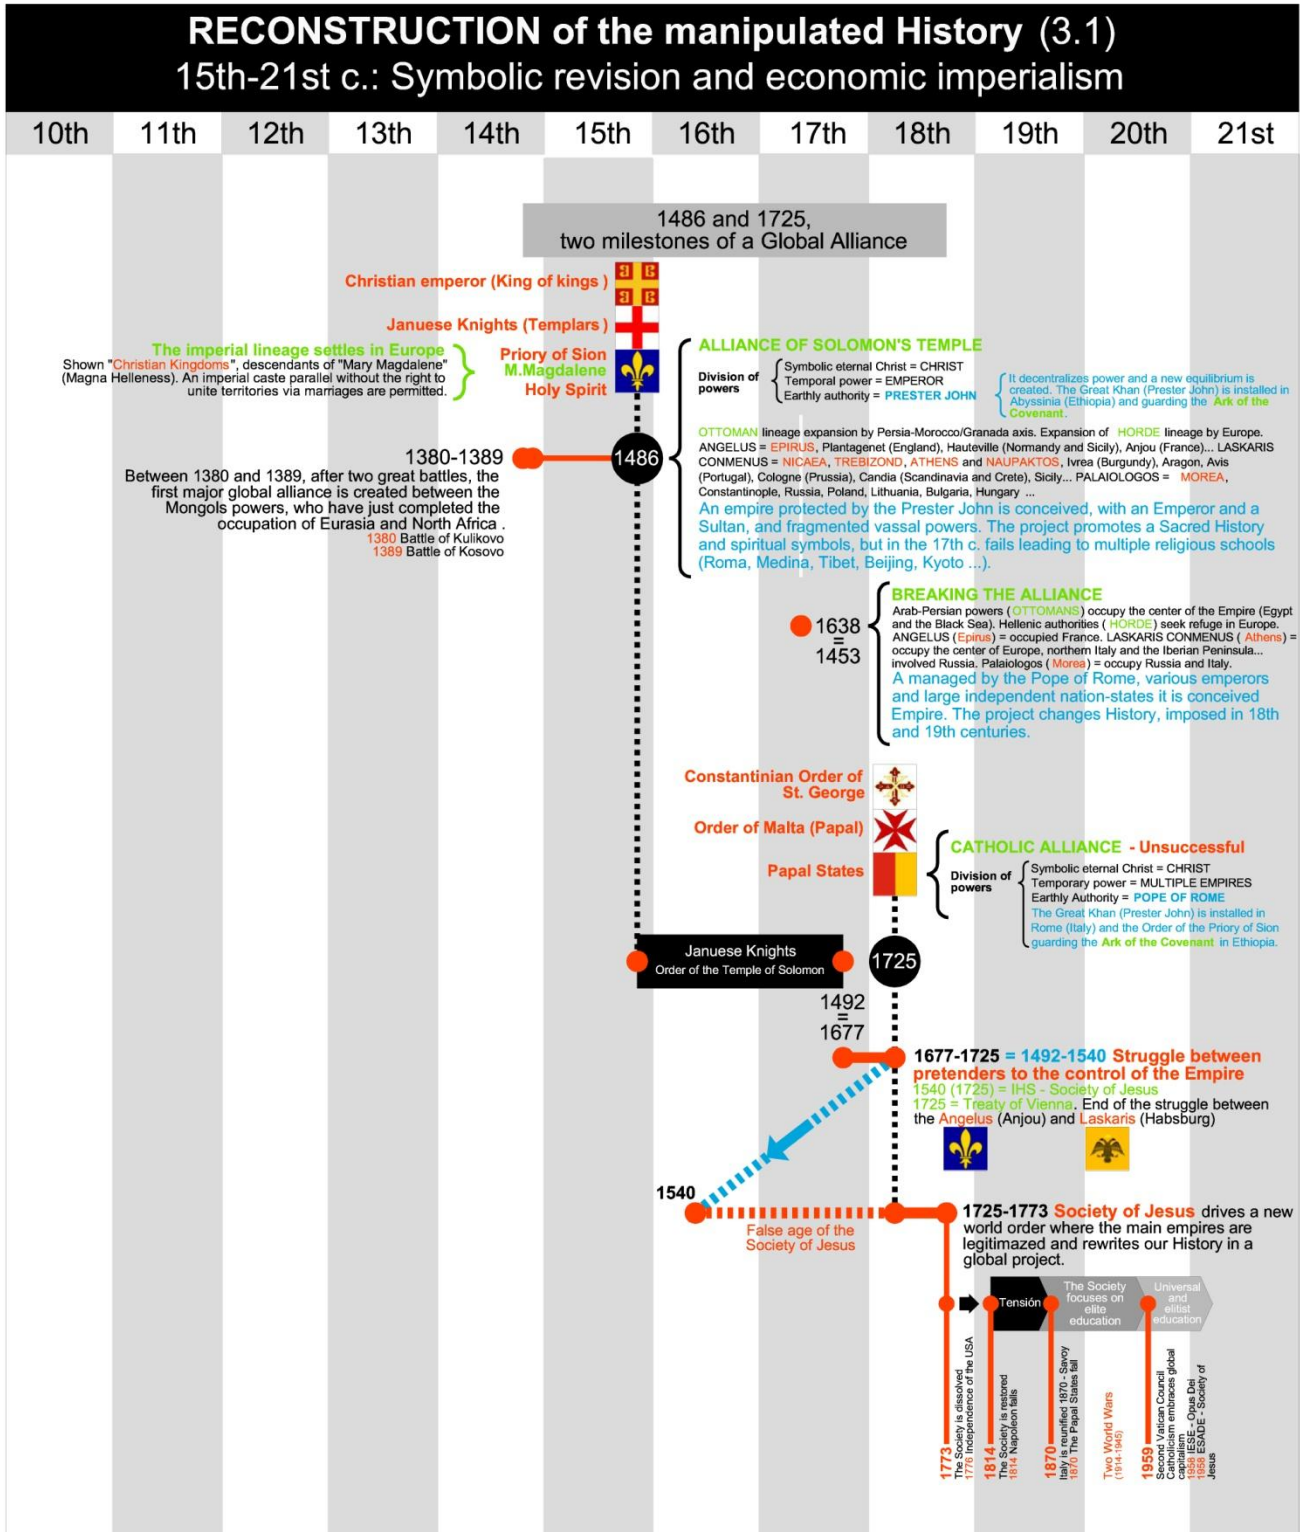 RECONSTRUCTION of the manipulated History (3.1)
15th-21st c.: Symbolic revision and economic imperialism
10th 11th 12th 13th 14th 15th 16th 17th 18th 19th 20th 21st
1486 and 1725,
two milestones of a Global Alliance
Christian emperor (King of kings )
Januese Knights (Templars )
Priory of Sion
M.Magdalene
Holy Spirit
The imperial lineage settles in Europe
Shown "Christian Kingdoms", descendants of "Mary Magdalene"
(Magna Helleness). An imperial caste parallel without the right to
unite territories via marriages are permitted.
1380-1389
Between 1380 and 1389, after two great battles, the
first major global alliance is created between the
Mongols powers, who have just completed the
occupation of Eurasia and North Africa .
1380 Battle of Kulikovo
1389 Battle of Kosovo
1486
ALLIANCE OF SOLOMON'S TEMPLE
Division of
powers
Symbolic eternal Christ = CHRIST
Temporal power = EMPEROR
Earthly authority = PRESTER JOHN
It decentralizes power and a new equilibrium is
created. The Great Khan (Prester John) is installed in
Abyssinia (Ethiopia) and guarding the Ark of the
Covenant.
OTTOMAN lineage expansion by Persia-Morocco/Granada axis. Expansion of HORDE lineage by Europe.
ANGELUS = EPIRUS, Plantagenet (England), Hauteville (Normandy and Sicily), Anjou (France)... LASKARIS
CONMENUS = NICAEA, TREBIZOND, ATHENS and NAUPAKTOS, Ivrea (Burgundy), Aragon, Avis
(Portugal), Cologne (Prussia), Candia (Scandinavia and Crete), Sicily... PALAIOLOGOS = MOREA,
Constantinople, Russia, Poland, Lithuania, Bulgaria, Hungary ...
An empire protected by the Prester John is conceived, with an Emperor and a
Sultan, and fragmented vassal powers. The project promotes a Sacred History
and spiritual symbols, but in the 17th c. fails leading to multiple religious schools
(Roma, Medina, Tibet, Beijing, Kyoto ...).
1638
=
1453
BREAKING THE ALLIANCE
Arab-Persian powers ( OTTOMANS) occupy the center of the Empire (Egypt
and the Black Sea). Hellenic authorities ( HORDE) seek refuge in Europe.
ANGELUS (Epirus) = occupied France. LASKARIS CONMENUS ( Athens) =
occupy the center of Europe, northern Italy and the Iberian Peninsula...
involved Russia. Palaiologos ( Morea) = occupy Russia and Italy.
A managed by the Pope of Rome, various emperors
and large independent nation-states it is conceived
Empire. The project changes History, imposed in 18th
and 19th centuries.
Constantinian Order of
St. George
Order of Malta (Papal)
Papal States
CATHOLIC ALLIANCE - Unsuccessful
Division of
powers
Symbolic eternal Christ = CHRIST
Temporary power = MULTIPLE EMPIRES
Earthly Authority = POPE OF ROME
The Great Khan (Prester John) is installed in
Rome (Italy) and the Order of the Priory of Sion
guarding the Ark of the Covenant in Ethiopia.
Januese Knights
Order of the Temple of Solomon
1725
1492
=
1677
1677-1725 = 1492-1540 Struggle between
pretenders to the control of the Empire
1540 (1725) = IHS - Society of Jesus
1725 = Treaty of Vienna. End of the struggle between
the Angelus (Anjou) and Laskaris (Habsburg)
1540
False age of the
Society of Jesus
1725-1773 Society of Jesus drives a new
world order where the main empires are
legitimazed and rewrites our History in a
global project.
Tensión
The Society
focuses on
elite
education
Universal
and
elitist
education
1773
The Society is dissolved
1776 Independence of the USA
1814
The Society is restored
1814 Napoleon falls
1870
Italy is reunified 1870 - Savoy
1870 The Papal States fall
Two World Wars
(1914-1945)
1959
Second Vatican Council
Catholicism embraces global
capitalism
1958 IESE - Opus Dei
1958 ESADE - Society of
Jesus